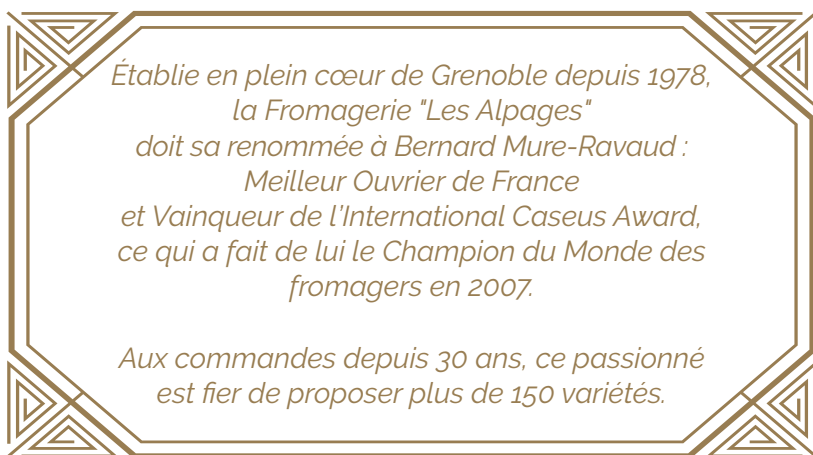 Établie en plein cœur de Grenoble depuis 1978,
la Fromagerie "Les Alpages"
doit sa renommée à Bernard Mure-Ravaud :
Meilleur Ouvrier de France
et Vainqueur de l’International Caseus Award,
ce qui a fait de lui le Champion du Monde des
fromagers en 2007.
Aux commandes depuis 30 ans, ce passionné
est fier de proposer plus de 150 variétés.